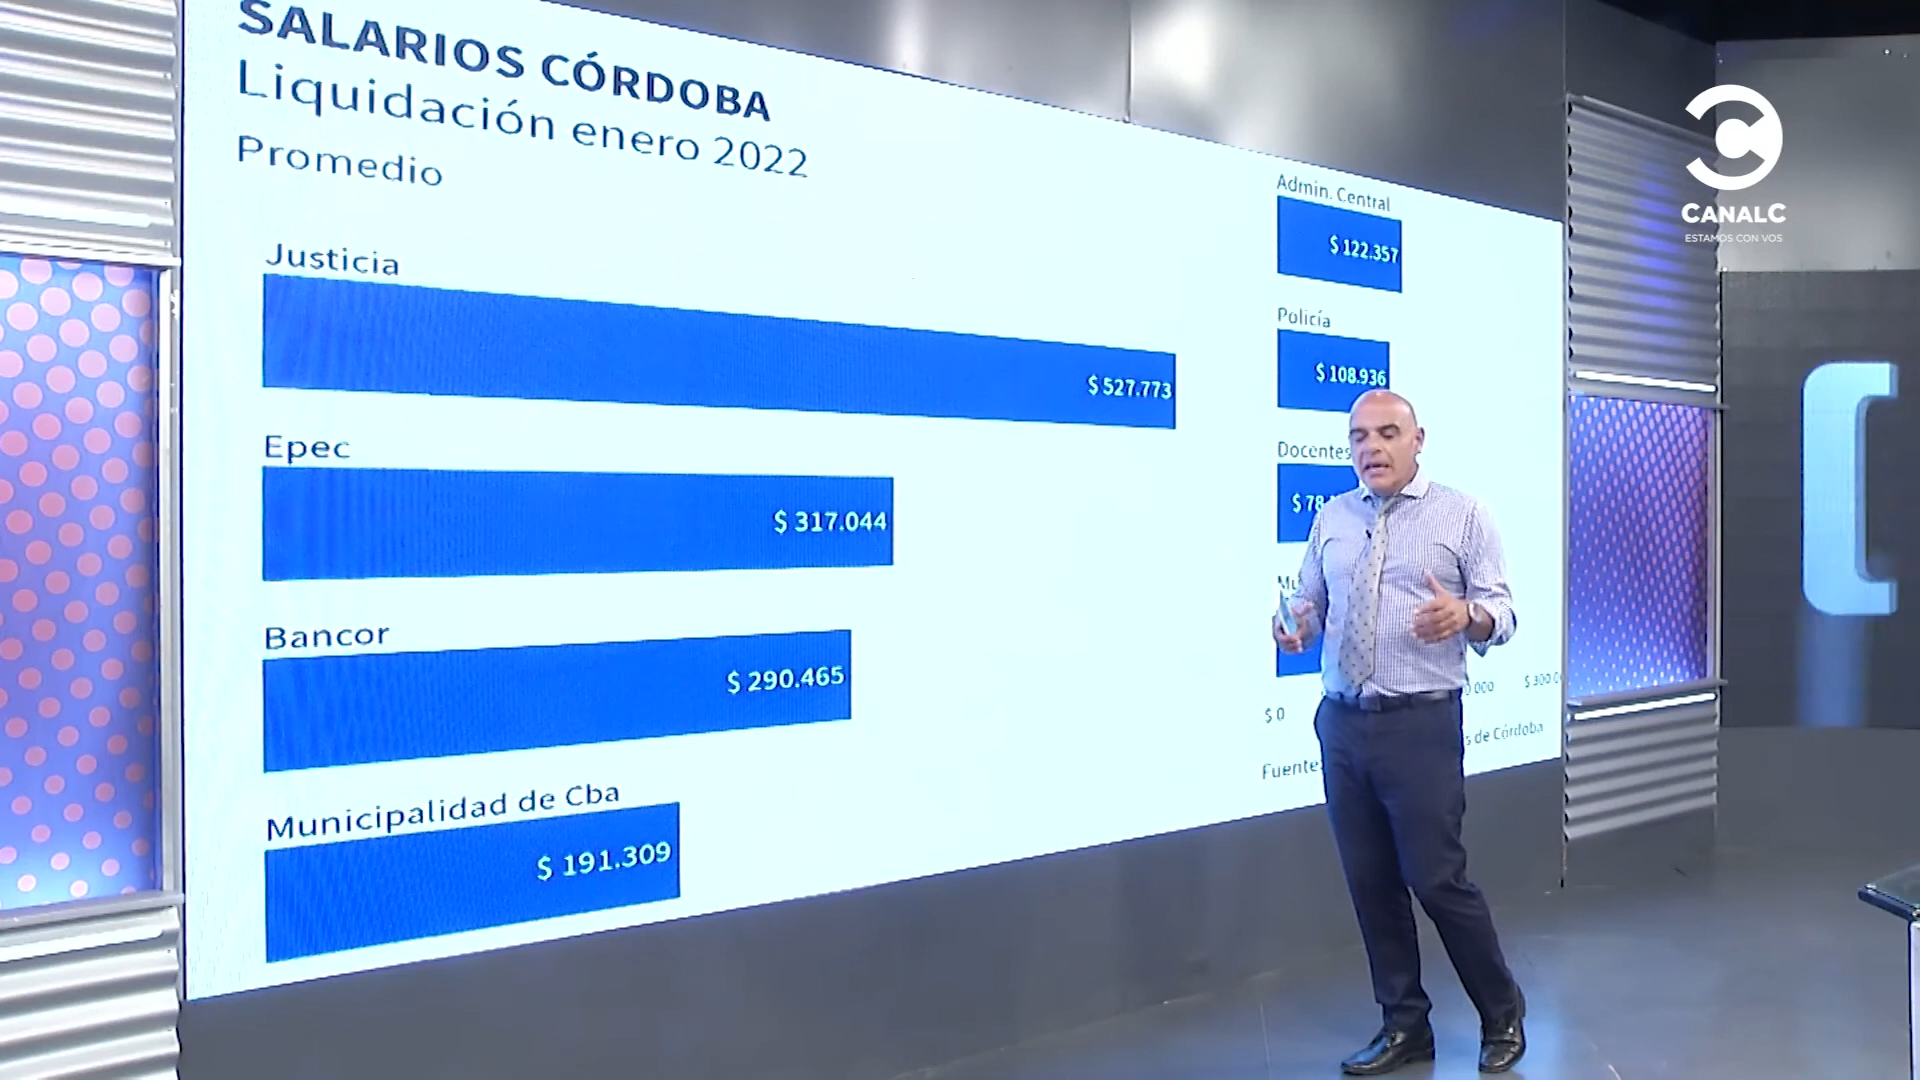 SALARIOS CÓRDOBA
Liquidación enero 2022
Promedio
Justicia
$ 527.773
Epec
$ 317.044
Bancor
$ 290.465
Municipalidad de Cba
$ 191.309
Admin. Central
$ 122.357
Policía
$ 108.936
Docentes
$ 0
de Córdoba
CANALC
ESTAMOS CON VOS